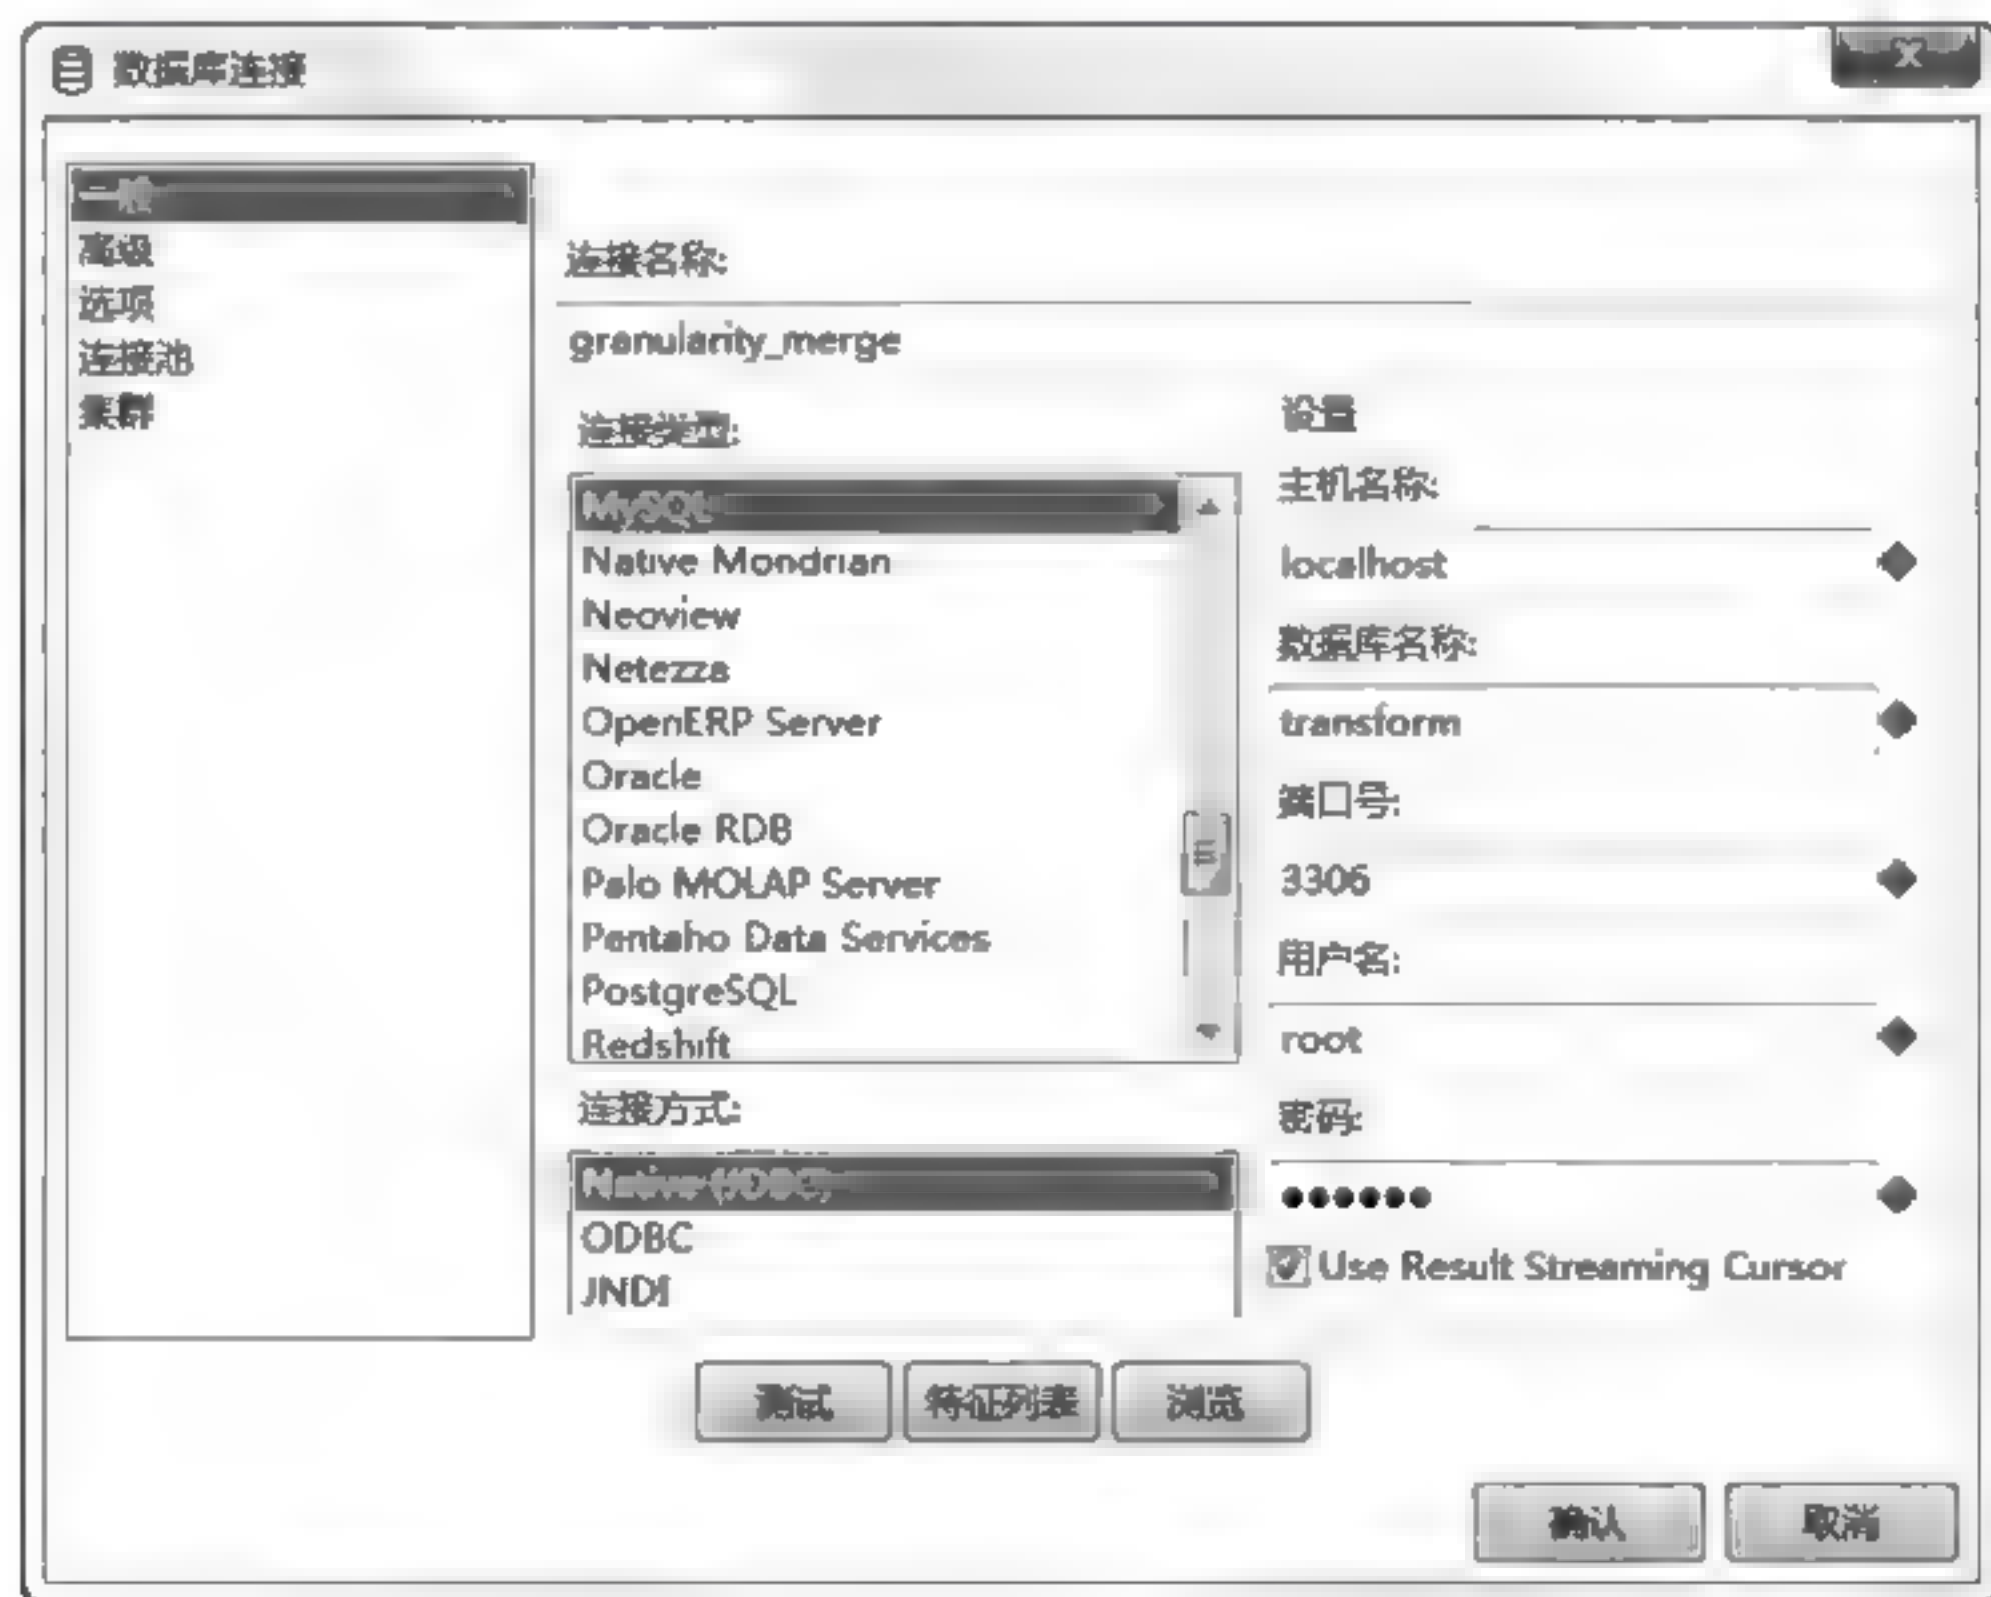 数据库连接
X
一般
高级
选项
连接池
集群
连接名称:
granularity_merge
连接类型:
MySQL
Native Mondrian
Neoview
Netezza
OpenERP Server
Oracle
Oracle RDB
Palo MOLAP Server
Pentaho Data Services
PostgreSQL
Redshift
连接方式:
Native (JDBC)
ODBC
JNDI
设置
主机名称:
localhost
数据库名称:
transform
端口号:
3306
用户名:
root
密码:
●●●●●●
Use Result Streaming Cursor
测试 特征列表 浏览
确认 取消